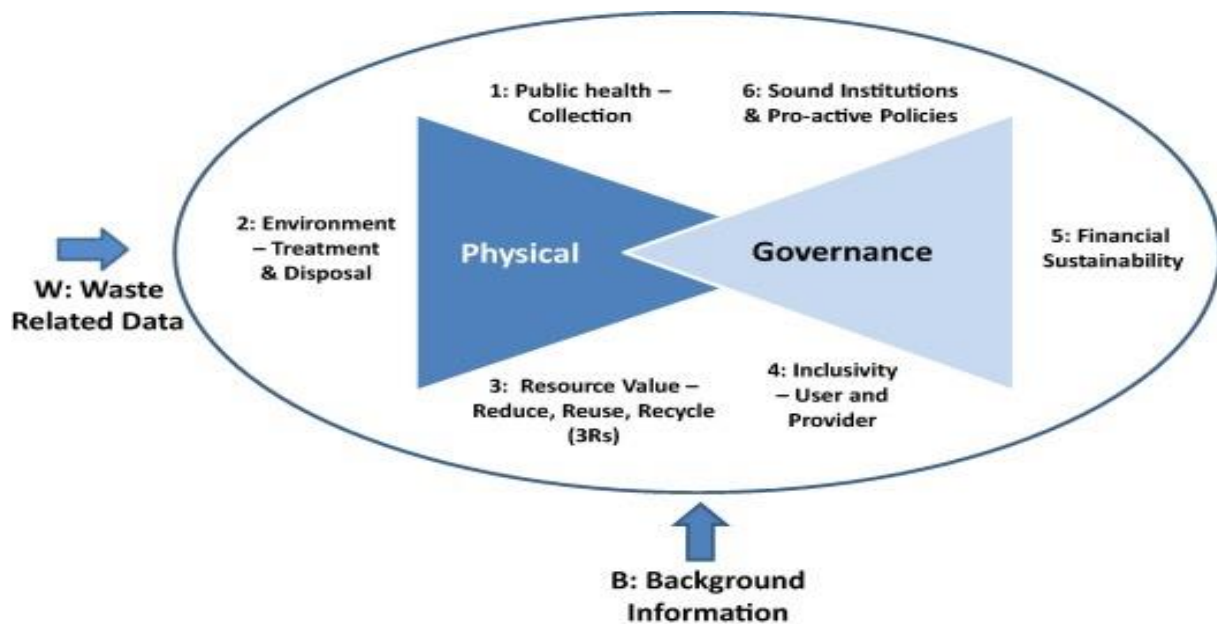 1: Public health –
Collection
6: Sound Institutions
& Pro-active Policies
2: Environment
– Treatment
& Disposal
Physical
Governance
5: Financial
Sustainability
W: Waste
Related Data
3: Resource Value –
Reduce, Reuse, Recycle
(3Rs)
4: Inclusivity
– User and
Provider
B: Background
Information